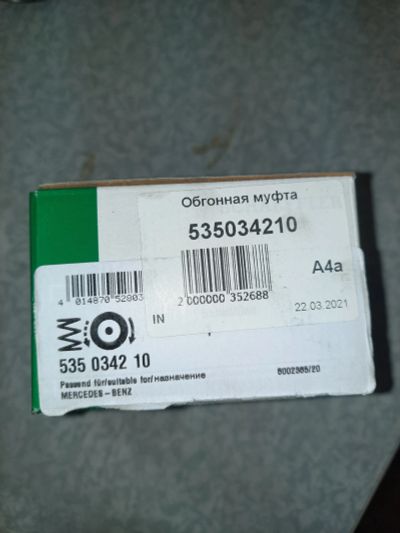 Обгонная муфта
535034210
A4a
2 000000 352688
IN
22.03.2021
4 014870 52803
535 0342 10
Passend für/suitable for/назначение
MERCEDES-BENZ
6002385/20